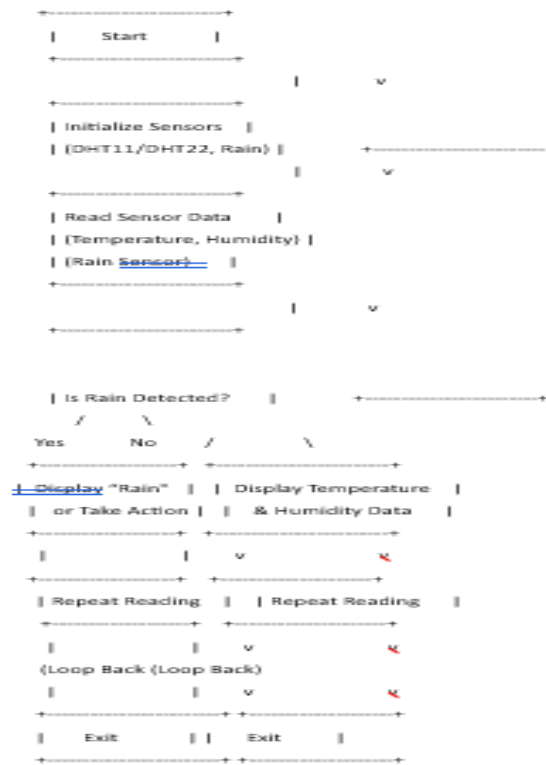 +-----------------------+
|        Start          |
+-----------------------+
| v
+-----------------------+
| Initialize Sensors    |
| (DHT11/DHT22, Rain) | +-----------------------
| v
+-----------------------+
| Read Sensor Data      |
| (Temperature, Humidity) |
| (Rain Sensor)     |
+-----------------------+
| v
+-----------------------+
| Is Rain Detected?     | +-----------------------+
/ \
Yes No / \
+------------------+ +-----------------------+
| Display "Rain"  | | Display Temperature   |
| or Take Action | | & Humidity Data     |
+------------------+ +-----------------------+
| | v v
+------------------+ +--------------------+
| Repeat Reading   | | Repeat Reading     |
+------------------+ +--------------------+
| | v v
(Loop Back (Loop Back)
| | v v
+----------------------+ +-------------------+
|     Exit         | |     Exit       |
+----------------------+ +-------------------+